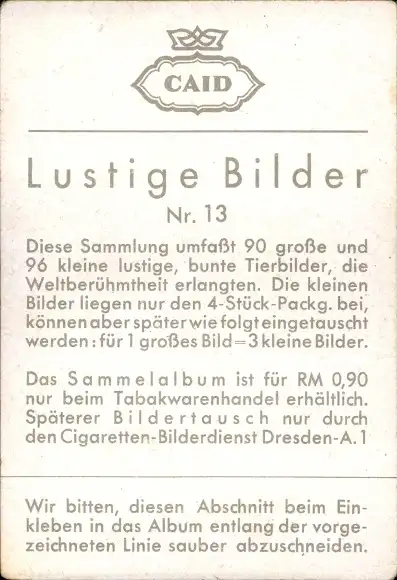 CAID
Lustige Bilder
Nr. 13
Diese Sammlung umfaßt 90 große und
96 kleine lustige, bunte Tierbilder, die
Weltberühmtheit erlangten. Die kleinen
Bilder liegen nur den 4-Stück-Packg. bei,
können aber später wie folgt eingetauscht
werden: für 1 großes Bild = 3 kleine Bilder.
Das Sammelalbum ist für RM 0,90
nur beim Tabakwarenhandel erhältlich.
Späterer Bildertausch nur durch
den Cigaretten-Bilderdienst Dresden-A. 1
Wir bitten, diesen Abschnitt beim Ein-
kleben in das Album entlang der vorge-
zeichneten Linie sauber abzuschneiden.